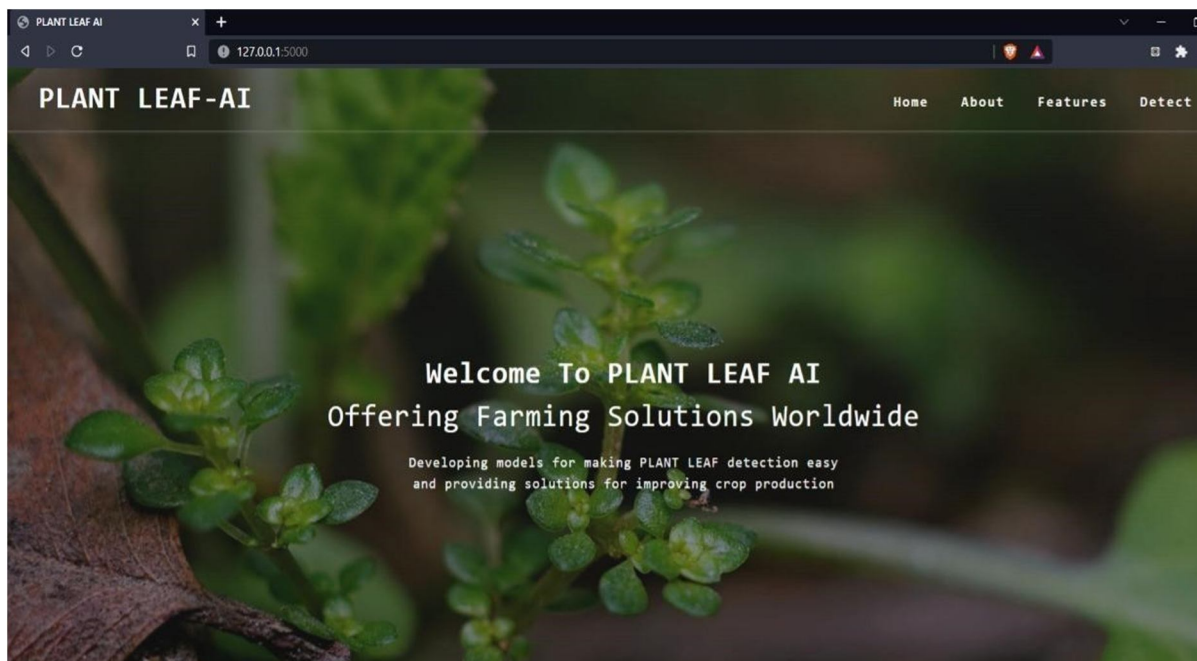 PLANT LEAF AI
127.0.0.1:5000
PLANT LEAF-AI
Home About Features Detect
Welcome To PLANT LEAF AI
Offering Farming Solutions Worldwide
Developing models for making PLANT LEAF detection easy
and providing solutions for improving crop production